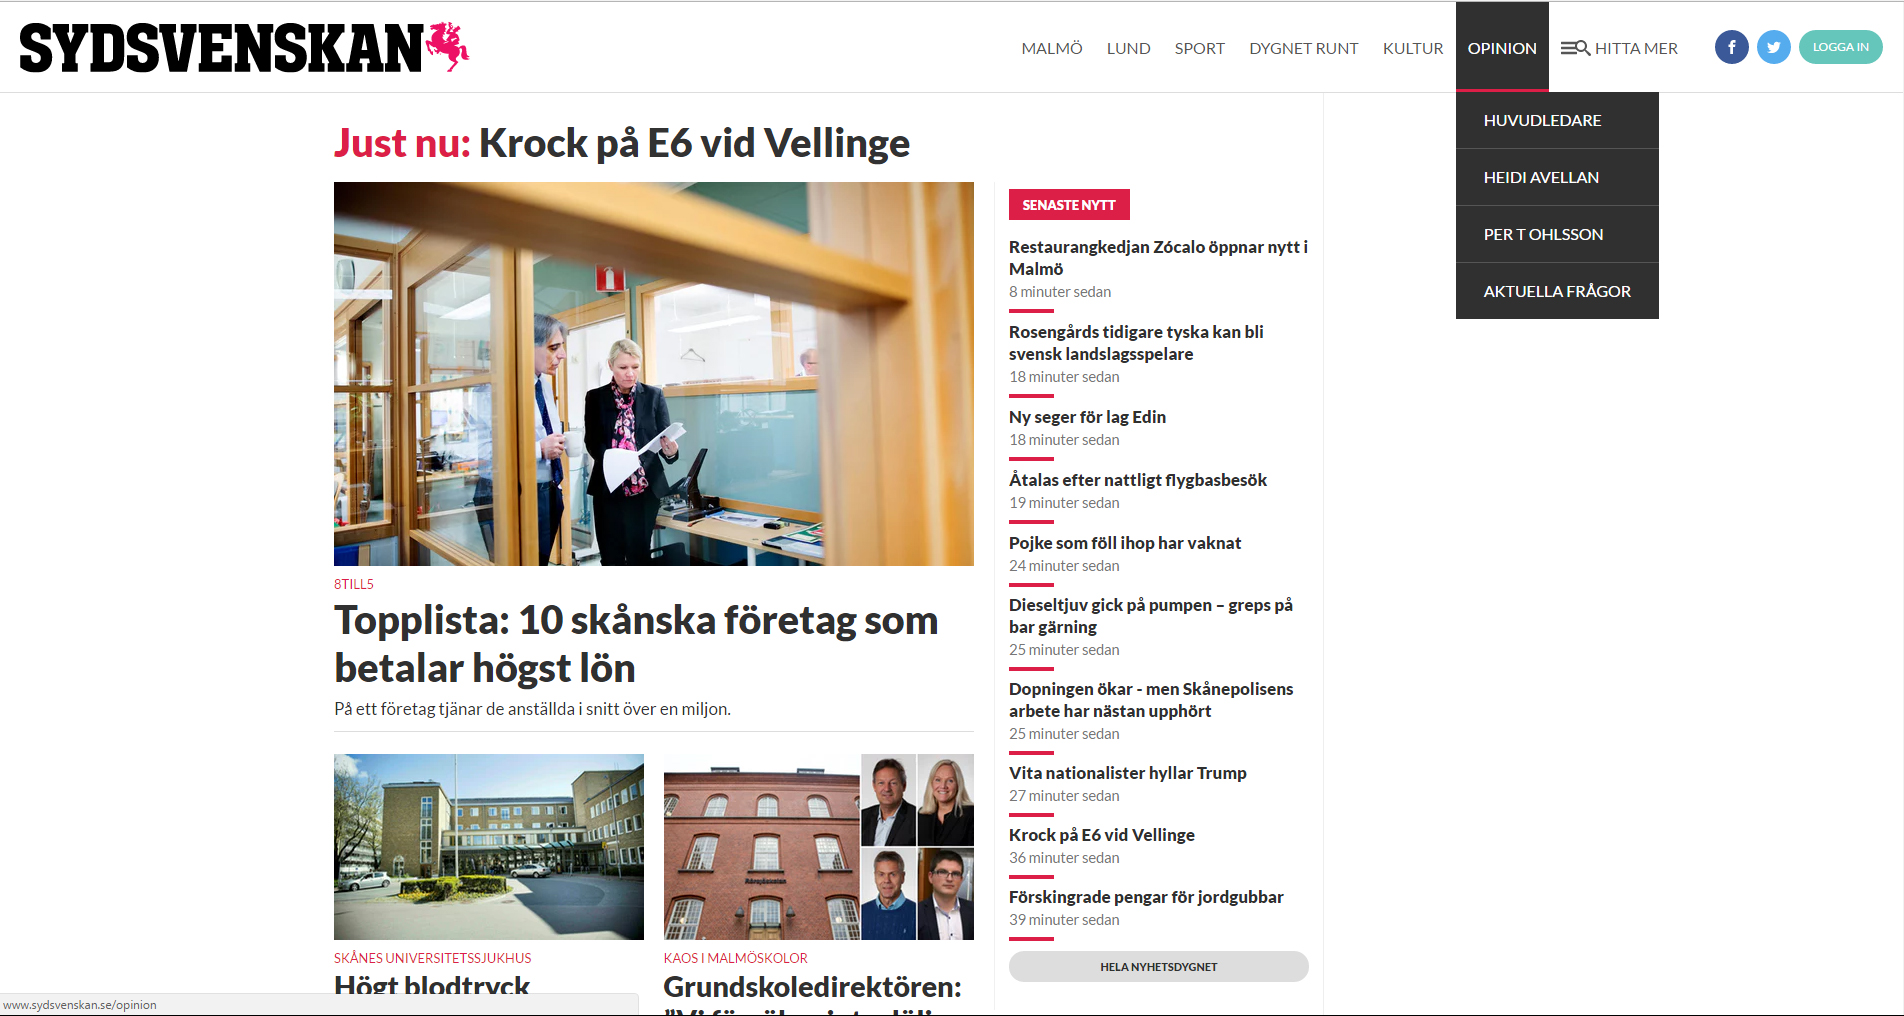 SYDSVENSKAN
MALMÖ LUND SPORT DYGNET RUNT KULTUR OPINION HITTA MER LOGGA IN
HUVUDLEDARE
HEIDI AVELLAN
PER T OHLSSON
AKTUELLA FRÅGOR
Just nu: Krock på E6 vid Vellinge
8TILL5
Topplista: 10 skånska företag som
betalar högst lön
På ett företag tjänar de anställda i snitt över en miljon.
SKÅNES UNIVERSITETSSJUKHUS
Högt blodtryck
KAOS I MALMÖSKOLOR
Grundskoledirektören:
SENASTE NYTT
Restaurangkedjan Zócalo öppnar nytt i
Malmö
8 minuter sedan
Rosengårds tidigare tyska kan bli
svensk landslagsspelare
18 minuter sedan
Ny seger för lag Edin
18 minuter sedan
Åtalas efter nattligt flygbasbesök
19 minuter sedan
Pojke som föll ihop har vaknat
24 minuter sedan
Dieseltjuv gick på pumpen – greps på
bar gärning
25 minuter sedan
Dopningen ökar - men Skånepolisens
arbete har nästan upphört
25 minuter sedan
Vita nationalister hyllar Trump
27 minuter sedan
Krock på E6 vid Vellinge
36 minuter sedan
Förskingrade pengar för jordgubbar
39 minuter sedan
HELA NYHETSDYGNET
www.sydsvenskan.se/opinion